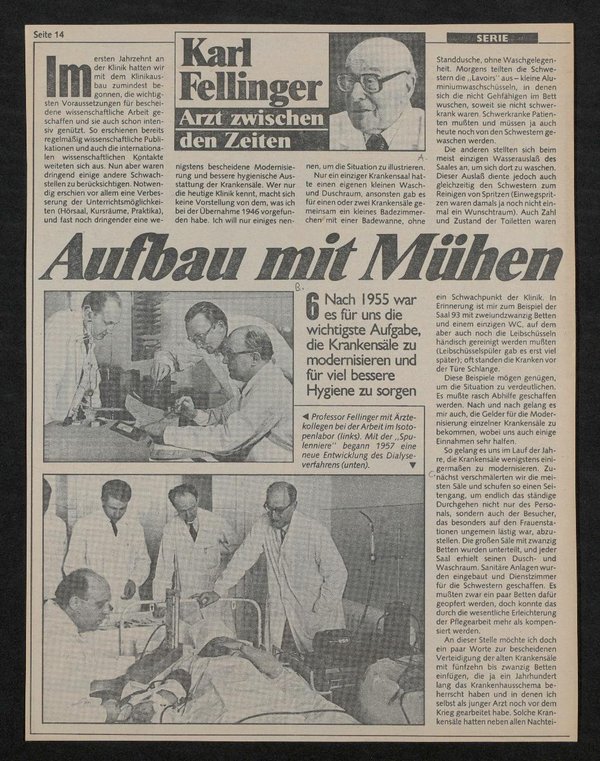 Seite 14
SERIE
Karl
Fellinger
Arzt zwischen
den Zeiten
A.
Im ersten Jahrzehnt an
der Klinik hatten wir
mit dem Klinikaus-
bau zumindest be-
gonnen, die wichtig-
sten Voraussetzungen für beschei-
dene wissenschaftliche Arbeit ge-
schaffen und sie auch schon inten-
siv genützt. So erschienen bereits
regelmäßig wissenschaftliche Publi-
kationen und auch die internationa-
len wissenschaftlichen Kontakte
weiteten sich aus. Nun aber waren
dringend einige andere Schwach-
stellen zu berücksichtigen. Notwen-
dig erschien vor allem eine Verbes-
serung der Unterrichtsmöglichkei-
ten (Hörsaal, Kursräume, Praktika),
und fast noch dringender eine we-
nigstens bescheidene Modernisie-
rung und bessere hygienische Aus-
stattung der Krankensäle. Wer nur
die heutige Klinik kennt, macht sich
keine Vorstellung von dem, was ich
bei der Übernahme 1946 vorgefun-
den habe. Ich will nur einiges nen-
nen, um die Situation zu illustrieren.
Nur ein einziger Krankensaal hat-
te einen eigenen kleinen Wasch-
und Duschraum, ansonsten gab es
für einen oder zwei Krankensäle ge-
meinsam ein kleines Badezimmer-
chen mit einer Badewanne, ohne
Standdusche, ohne Waschgelegen-
heit. Morgens teilten die Schwe-
stern die „Lavoirs" aus – kleine Alu-
miniumwaschschüsseln, in denen
sich die nicht Gehfähigen im Bett
wuschen, soweit sie nicht schwer-
krank waren. Schwerkranke Patien-
ten mußten und müssen ja auch
heute noch von den Schwestern ge-
waschen werden.
Die anderen stellten sich beim
meist einzigen Wasserauslaß des
Saales an, um sich dort zu waschen.
Dieser Auslaß diente jedoch auch
gleichzeitig den Schwestern zum
Reinigen von Spritzen (Einwegsprit-
zen waren damals ja noch nicht ein-
mal ein Wunschtraum). Auch Zahl
und Zustand der Toiletten waren
Aufbau mit Mühen
B.
6 Nach 1955 war
es für uns die
wichtigste Aufgabe,
die Krankensäle zu
modernisieren und
für viel bessere
Hygiene zu sorgen
◀ Professor Fellinger mit Ärzte-
kollegen bei der Arbeit im Isoto-
penlabor (links). Mit der „Spu-
lenniere" begann 1957 eine
neue Entwicklung des Dialyse-
verfahrens (unten). ▼
ein Schwachpunkt der Klinik. In
Erinnerung ist mir zum Beispiel der
Saal 93 mit zweiundzwanzig Betten
und einem einzigen WC, auf dem
aber auch noch die Leibschüsseln
händisch gereinigt werden mußten
(Leibschüsselspüler gab es erst viel
später); oft standen die Kranken vor
der Türe Schlange.
Diese Beispiele mögen genügen,
um die Situation zu verdeutlichen.
Es mußte rasch Abhilfe geschaffen
werden. Nach und nach gelang es
mir auch, die Gelder für die Moder-
nisierung einzelner Krankensäle zu
bekommen, wobei uns auch einige
Einnahmen sehr halfen.
So gelang es uns im Lauf der Jah-
re, die Krankensäle wenigstens eini-
germaßen zu modernisieren. Zu-
nächst verschmälerten wir die mei-
sten Säle und schufen so einen Sei-
tengang, um endlich das ständige
Durchgehen nicht nur des Perso-
nals, sondern auch der Besucher,
das besonders auf den Frauenstatio-
nen ungemein lästig war, abzu-
stellen. Die großen Säle mit zwanzig
Betten wurden unterteilt, und jeder
Saal erhielt seinen Dusch- und
Waschraum. Sanitäre Anlagen wur-
den eingebaut und Dienstzimmer
für die Schwestern geschaffen. Es
mußten zwar ein paar Betten dafür
geopfert werden, doch konnte das
durch die wesentliche Erleichterung
der Pflegearbeit mehr als kompen-
siert werden.
An dieser Stelle möchte ich doch
ein paar Worte zur bescheidenen
Verteidigung der alten Krankensäle
mit fünfzehn bis zwanzig Betten
einfügen, die ja ein Jahrhundert
lang das Krankenhausschema be-
herrscht haben und in denen ich
selbst als junger Arzt noch vor dem
Krieg gearbeitet habe. Solche Kran-
kensäle hatten neben allen Nachtei-